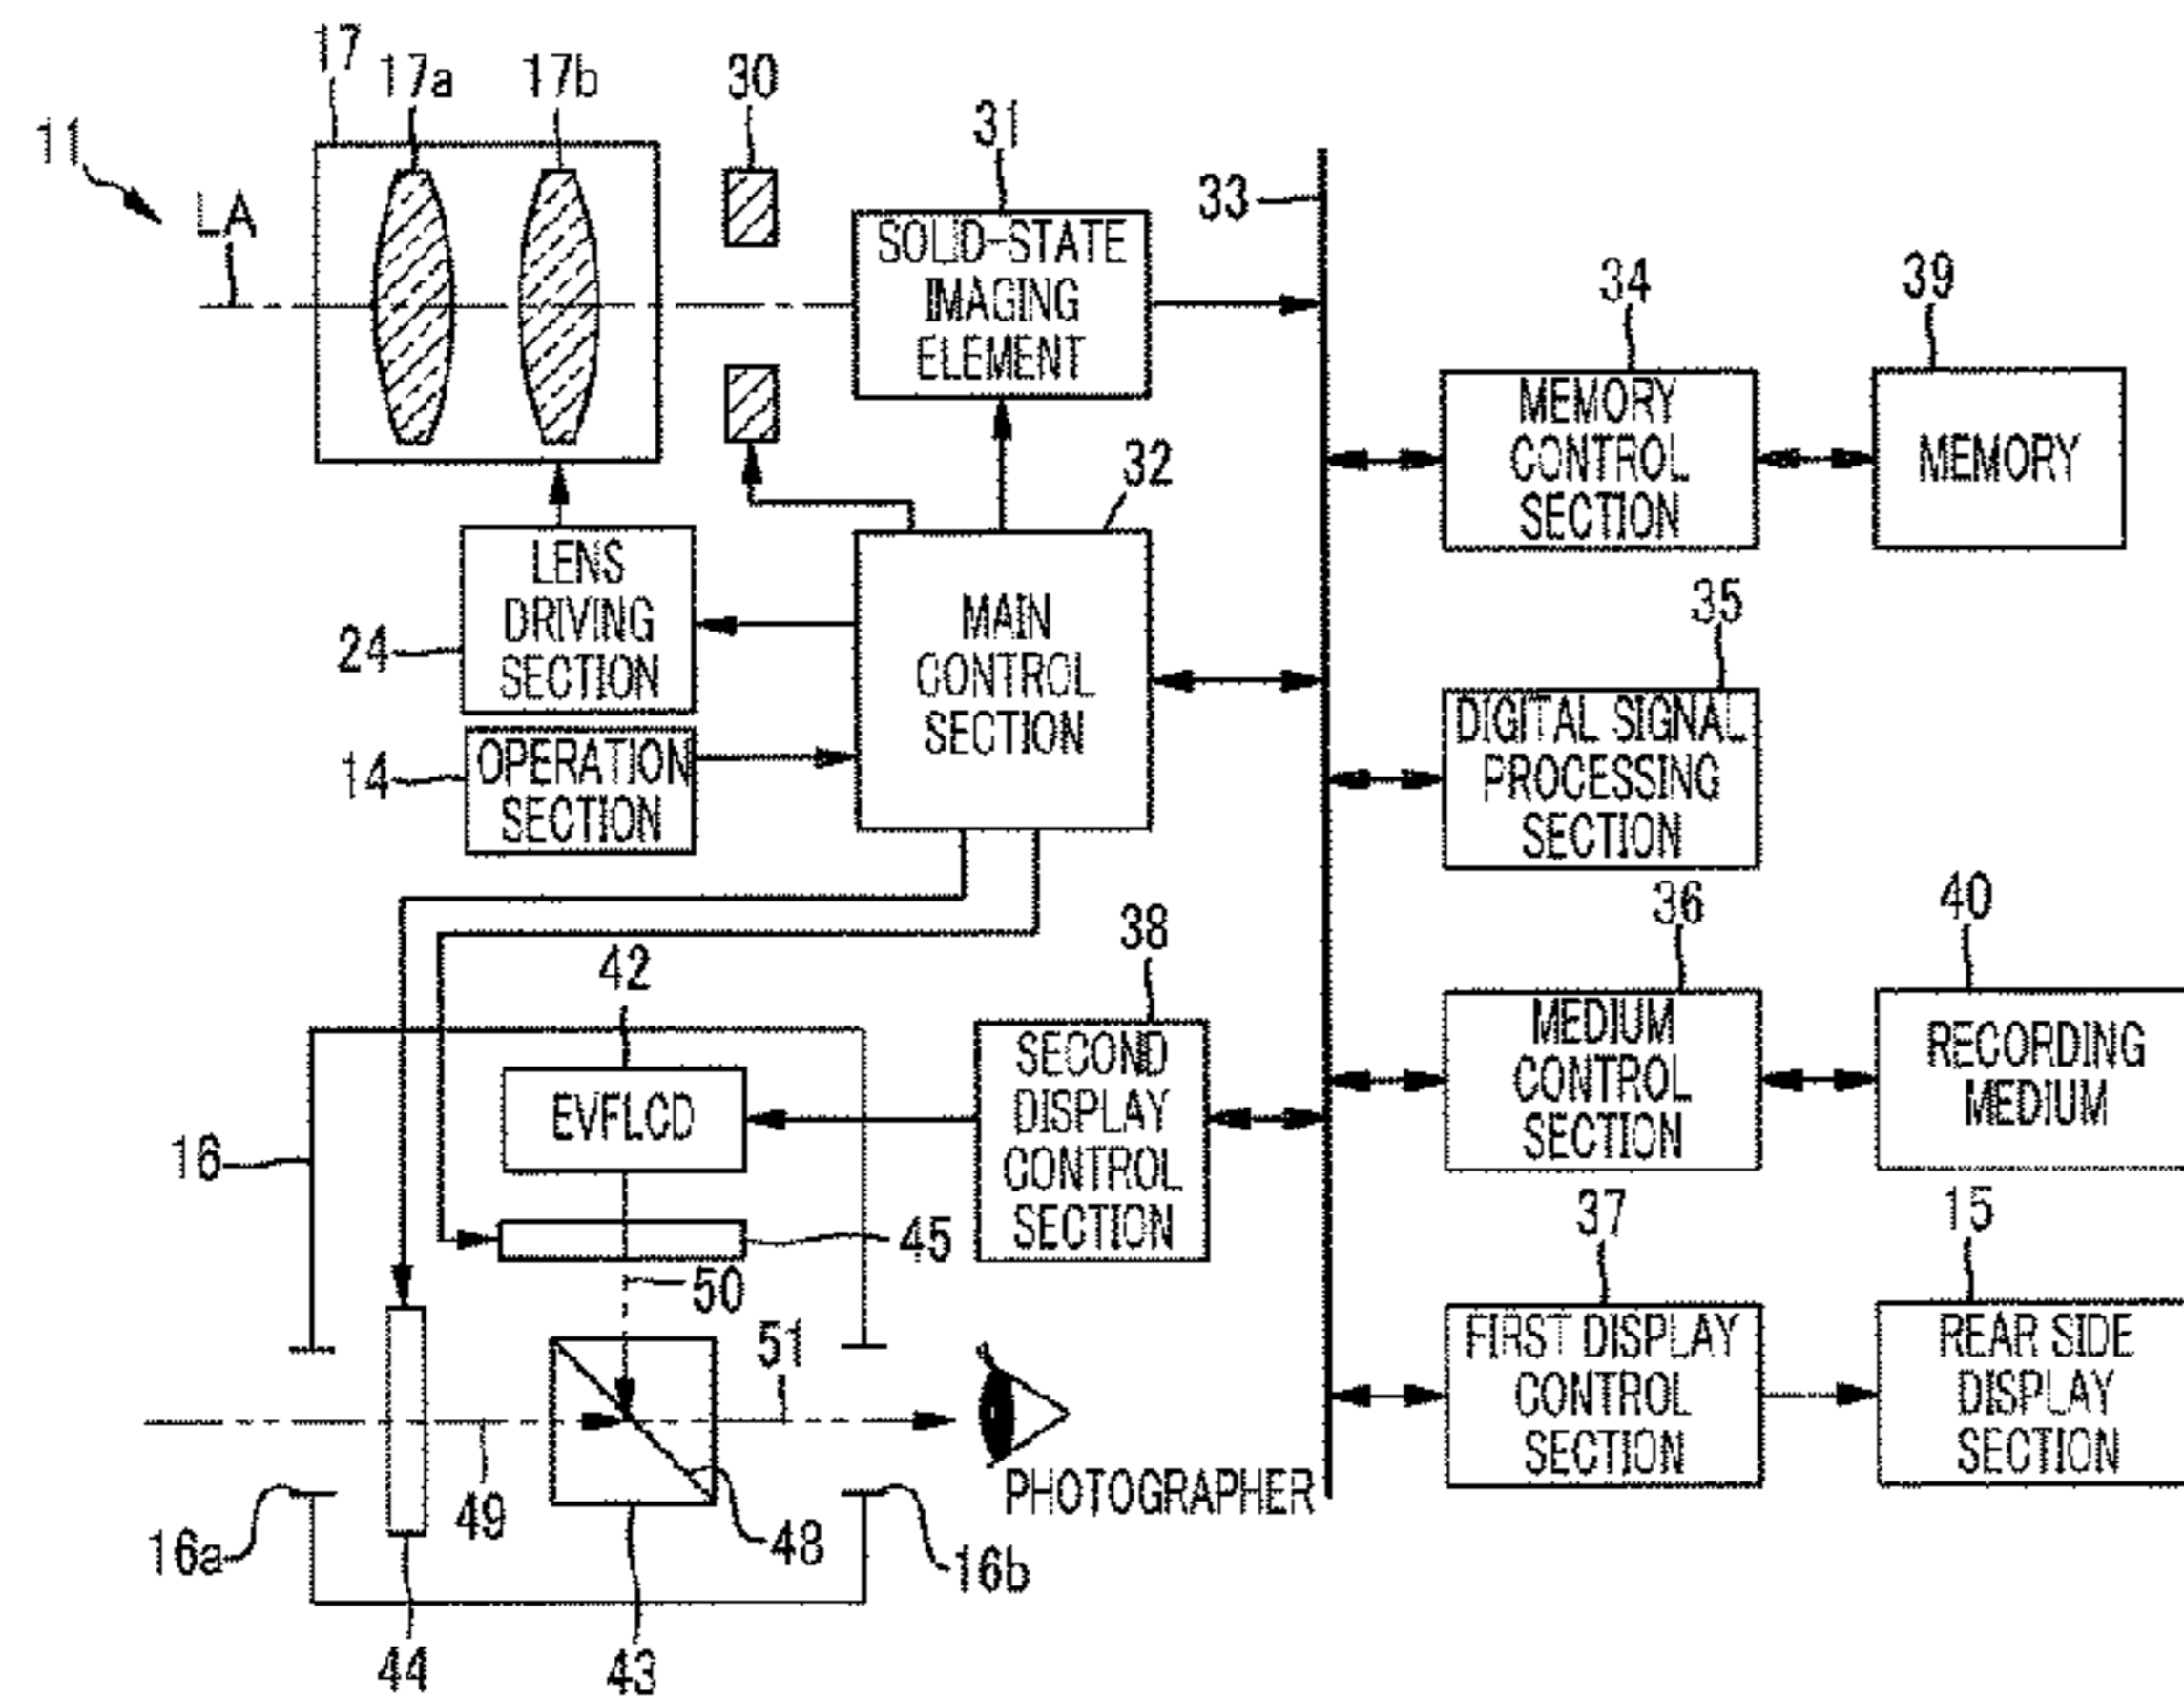 17
17a
17b
30
31
11
LA
33
SOLID-STATE
IMAGING
ELEMENT
34
39
MEMORY
CONTROL
SECTION
MEMORY
32
LENS
DRIVING
SECTION
24
MAIN
CONTROL
SECTION
35
DIGITAL SIGNAL
PROCESSING
SECTION
14
OPERATION
SECTION
36
40
38
42
MEDIUM
CONTROL
SECTION
RECORDING
MEDIUM
SECOND
DISPLAY
CONTROL
SECTION
EVFLCD
16
45
37
15
50
51
FIRST DISPLAY
CONTROL
SECTION
REAR SIDE
DISPLAY
SECTION
PHOTOGRAPHER
49
48
16a
16b
44
43